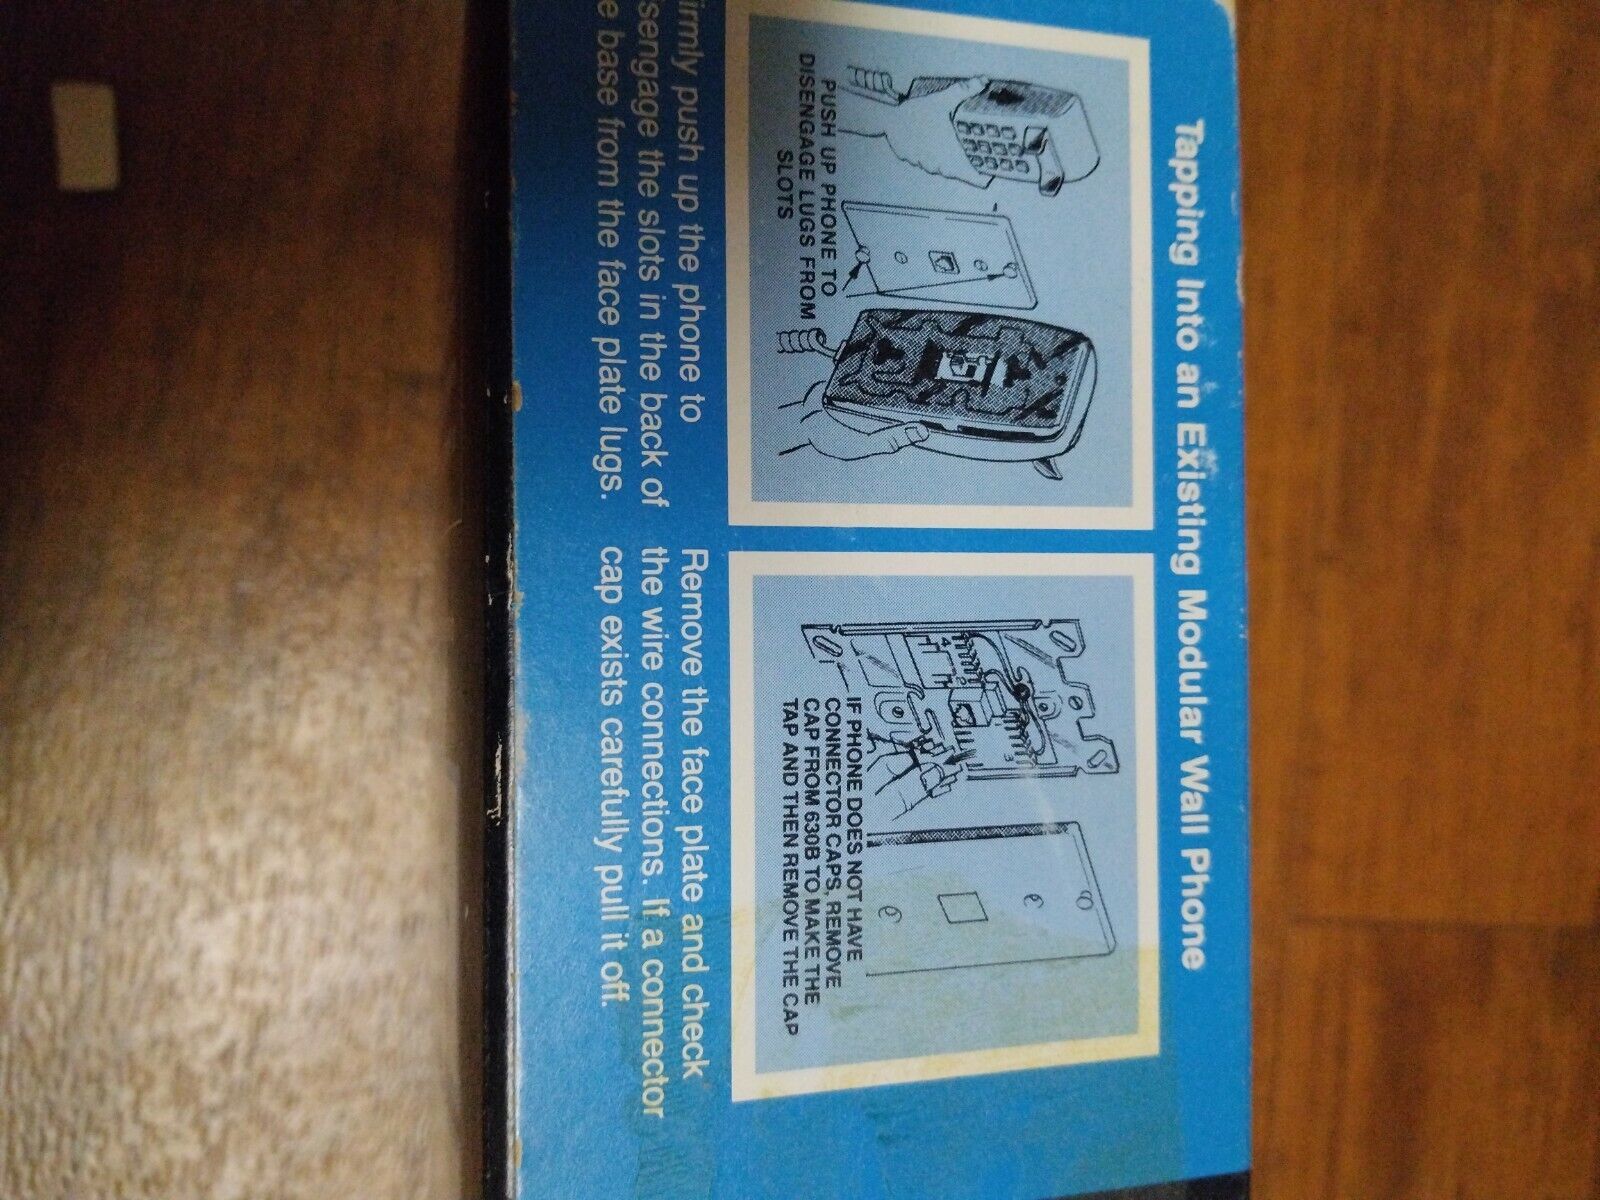 Tapping Into an Existing Modular Wall Phone
PUSH UP PHONE TO
DISENGAGE LUGS FROM
SLOTS
irmly push up the phone to
sengage the slots in the back of
e base from the face plate lugs.
4
2
3
IF PHONE DOES NOT HAVE
CONNECTOR CAPS, REMOVE
CAP FROM 630B TO MAKE THE
TAP AND THEN REMOVE THE CAP
Remove the face plate and check
the wire connections. If a connector
cap exists carefully pull it off.